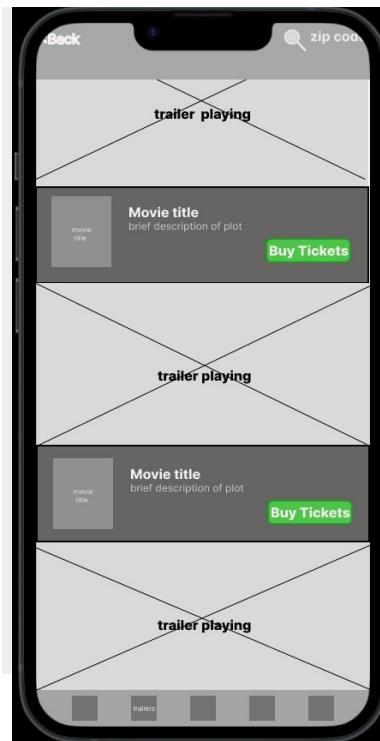 ‹Back
zip code
trailer playing
movie
title
Movie title
brief description of plot
Buy Tickets
trailer playing
movie
title
Movie title
brief description of plot
Buy Tickets
trailer playing
trailers